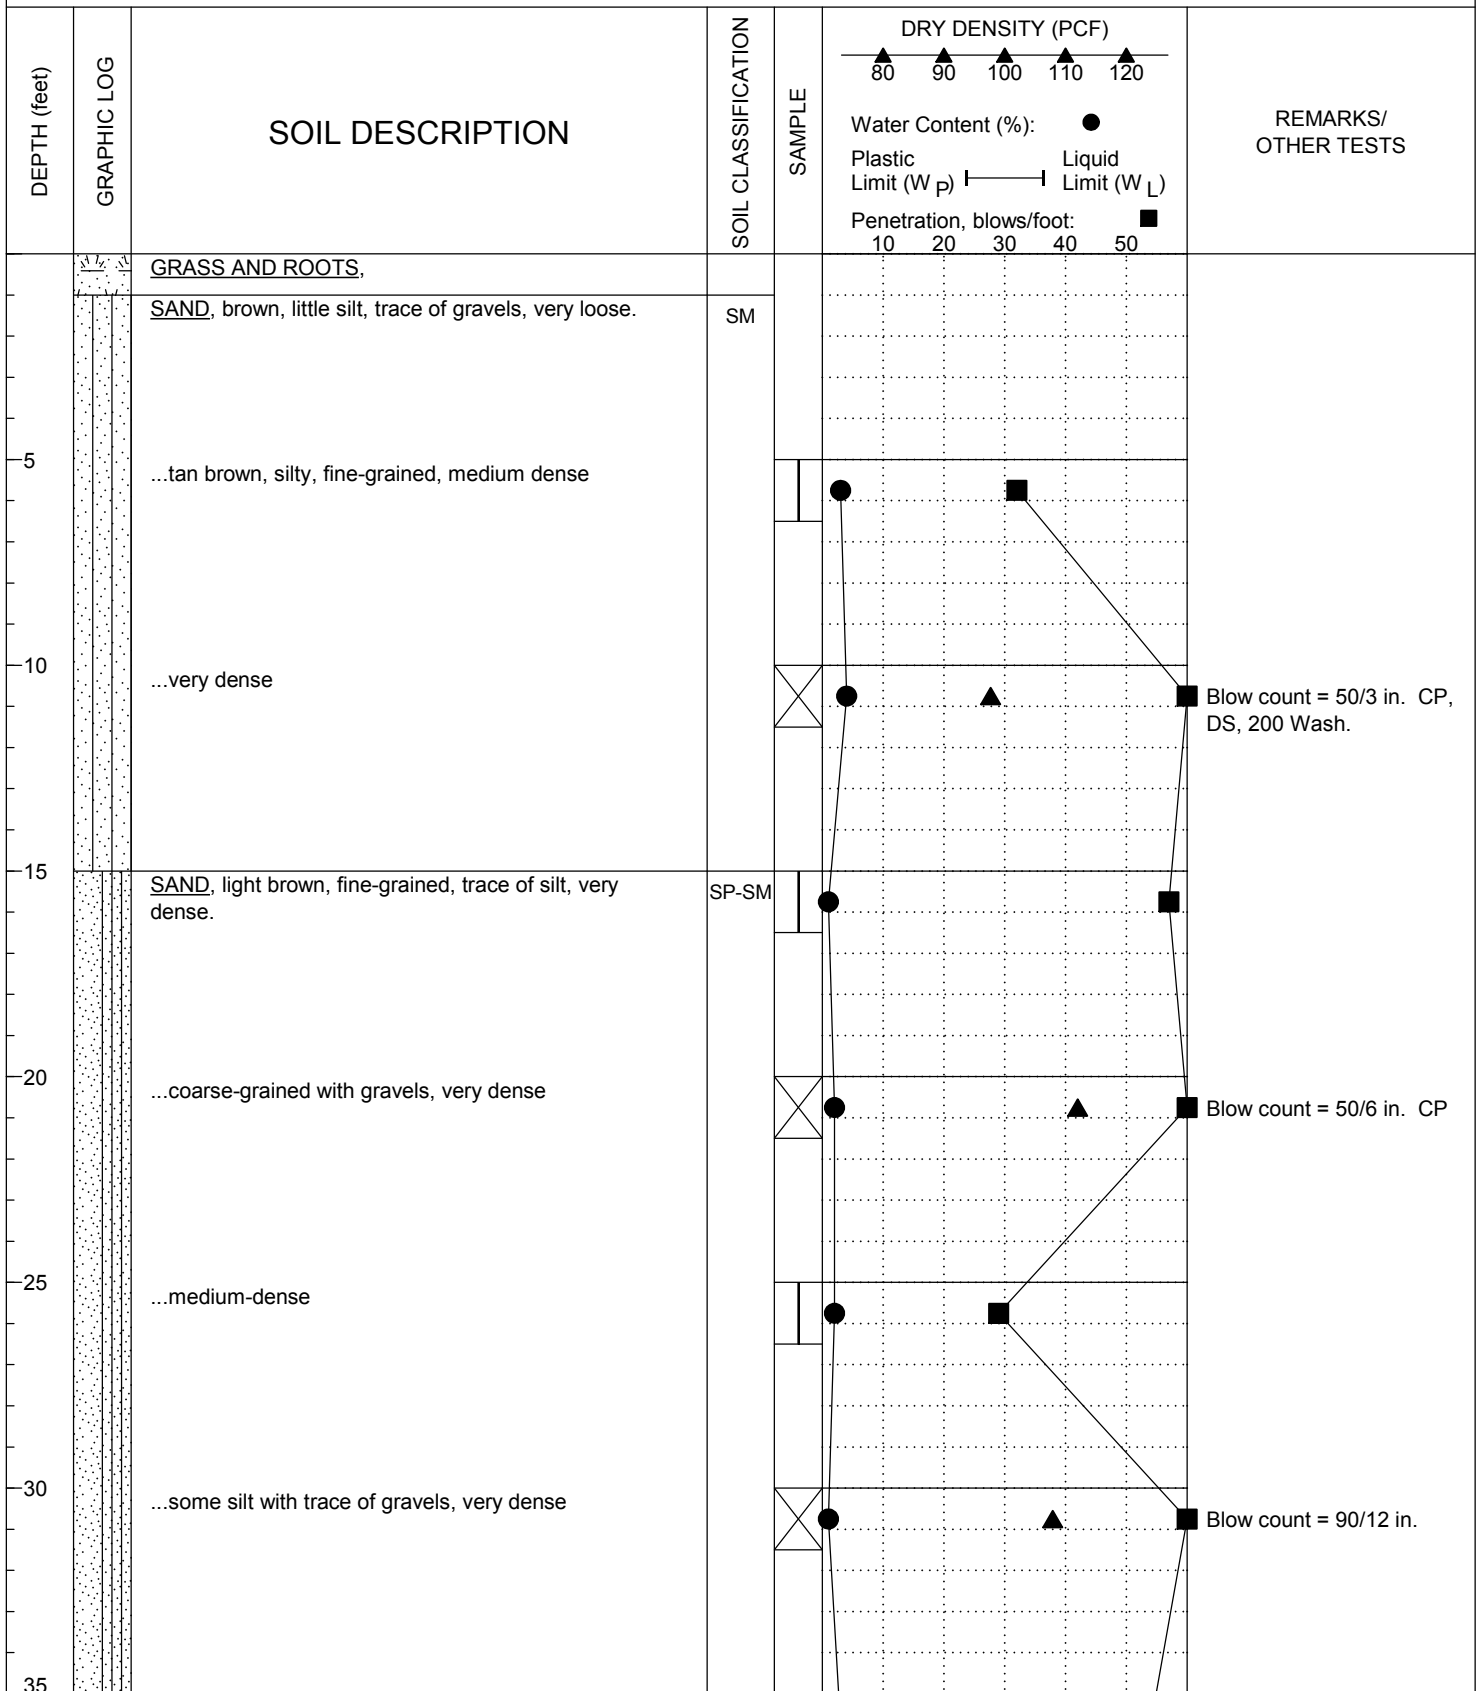 DEPTH (feet)
GRAPHIC LOG
SOIL DESCRIPTION
SOIL CLASSIFICATION
SAMPLE
DRY DENSITY (PCF)
80 90 100 110 120
Water Content (%):
Plastic Limit (W P)
Liquid Limit (W L)
Penetration, blows/foot:
10 20 30 40 50
REMARKS/
OTHER TESTS
GRASS AND ROOTS,
SAND, brown, little silt, trace of gravels, very loose.
SM
5
...tan brown, silty, fine-grained, medium dense
10
...very dense
Blow count = 50/3 in. CP,
DS, 200 Wash.
15
SAND, light brown, fine-grained, trace of silt, very
dense.
SP-SM
20
...coarse-grained with gravels, very dense
Blow count = 50/6 in. CP
25
...medium-dense
30
...some silt with trace of gravels, very dense
Blow count = 90/12 in.
35